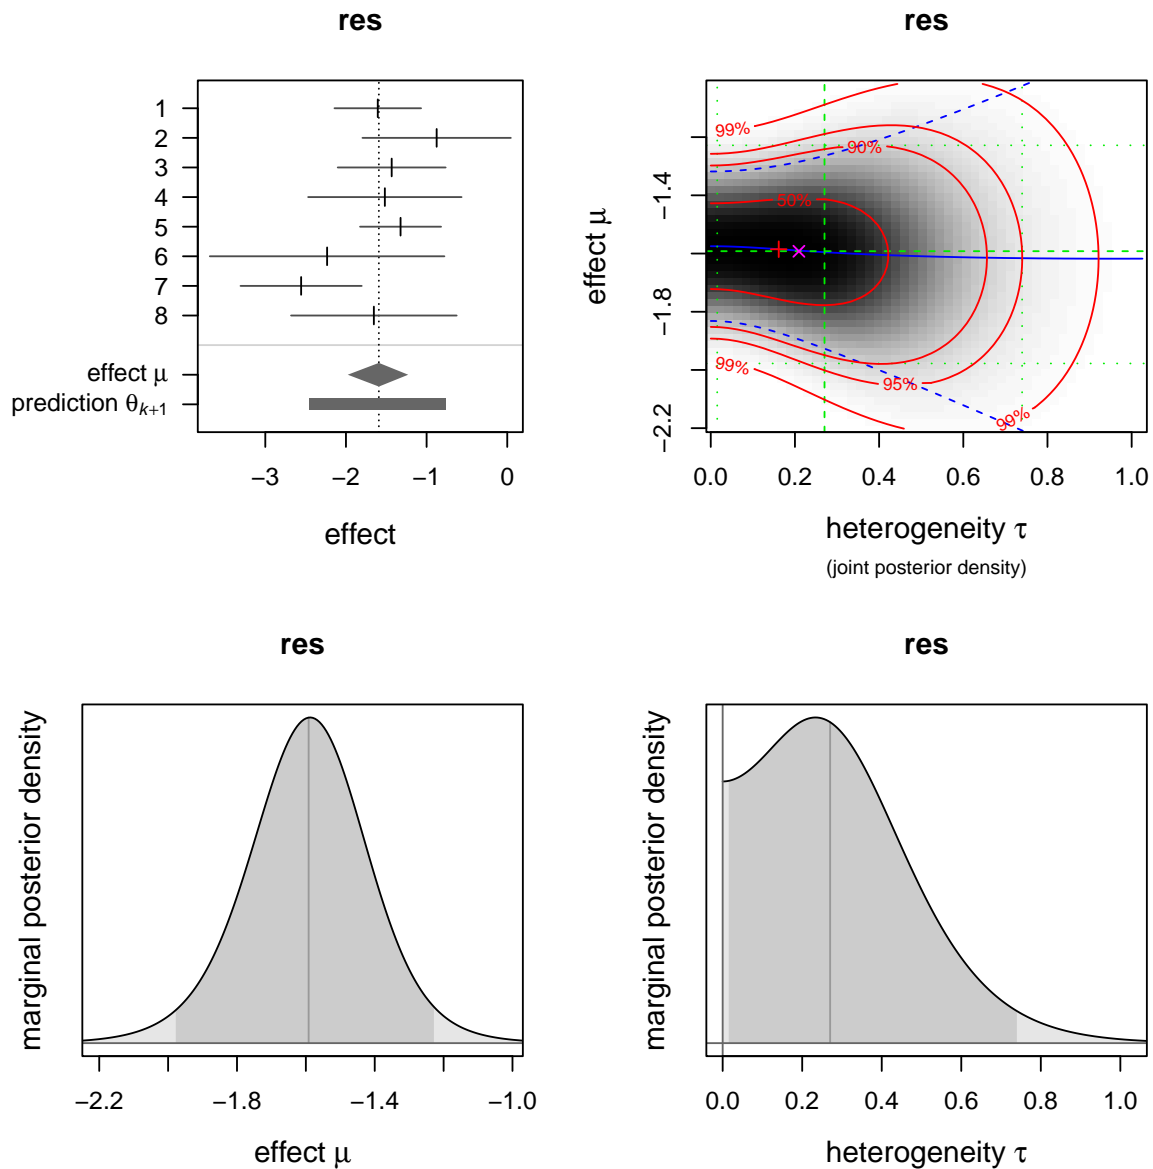 res
1
2
3
4
5
6
7
8
effect μ
prediction θk+1
−3 −2 −1 0
effect
res
99%
90%
50%
99%
95%
99%
−1.4
−1.8
−2.2
effect μ
0.0 0.2 0.4 0.6 0.8 1.0
heterogeneity τ
(joint posterior density)
res
marginal posterior density
−2.2 −1.8 −1.4 −1.0
effect μ
res
marginal posterior density
0.0 0.2 0.4 0.6 0.8 1.0
heterogeneity τ